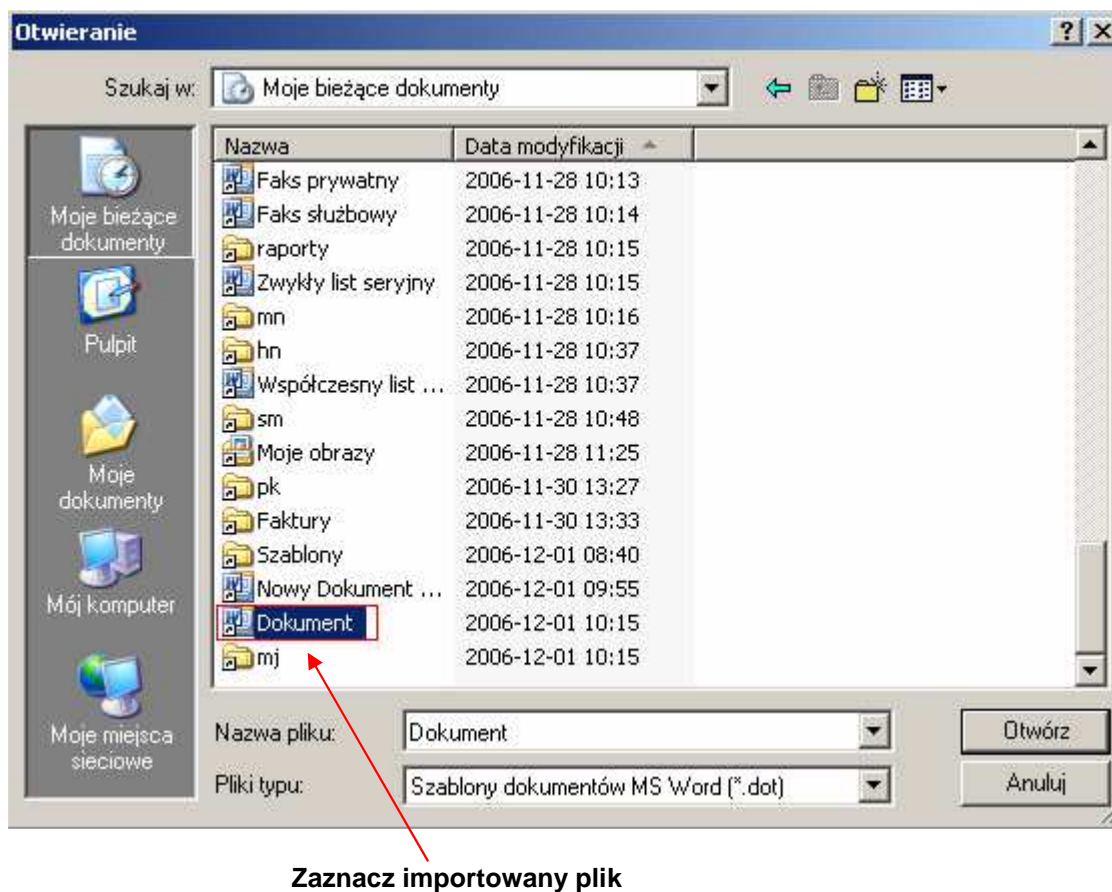 Otwieranie
Szukaj w: Moje bieżące dokumenty
Moje bieżące
dokumenty
Pulpit
Moje
dokumenty
Mój komputer
Moje miejsca
sieciowe
Nazwa Data modyfikacji
Faks prywatny 2006-11-28 10:13
Faks służbowy 2006-11-28 10:14
raporty 2006-11-28 10:15
Zwykły list seryjny 2006-11-28 10:15
mn 2006-11-28 10:16
hn 2006-11-28 10:37
Współczesny list ... 2006-11-28 10:37
sm 2006-11-28 10:48
Moje obrazy 2006-11-28 11:25
pk 2006-11-30 13:27
Faktury 2006-11-30 13:33
Szablony 2006-12-01 08:40
Nowy Dokument ... 2006-12-01 09:55
Dokument 2006-12-01 10:15
mj 2006-12-01 10:15
Nazwa pliku: Dokument Otwórz
Pliki typu: Szablony dokumentów MS Word (*.dot) Anuluj
Zaznacz importowany plik